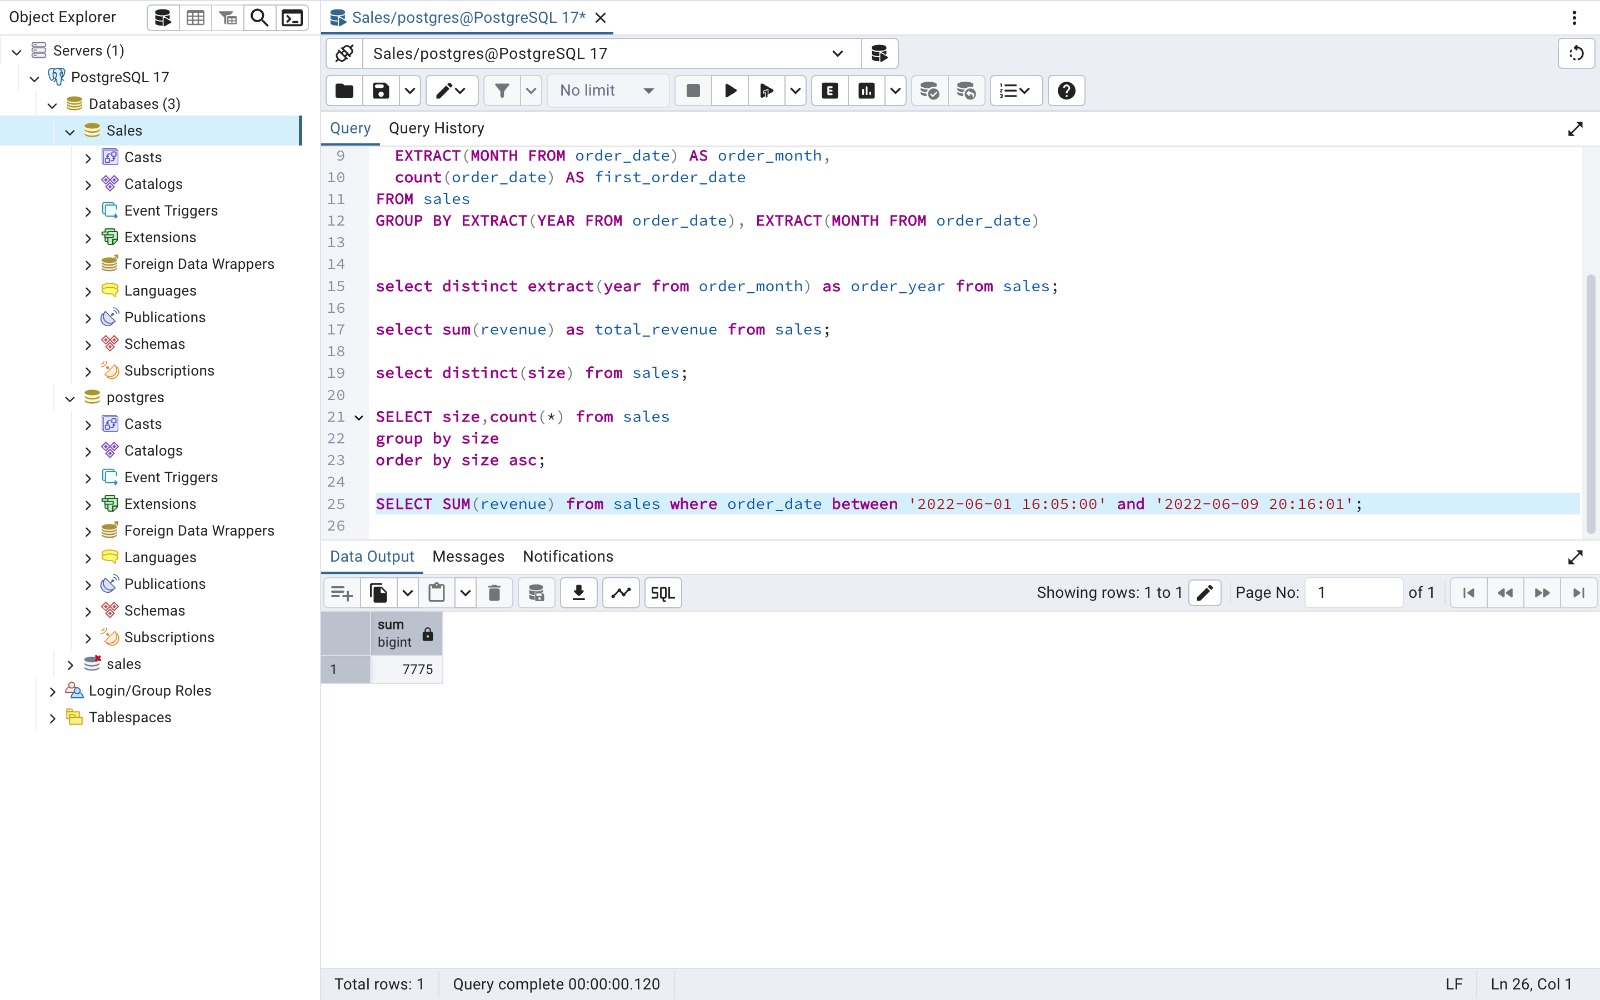 Object Explorer
Sales/postgres@PostgreSQL 17*
Servers (1)
PostgreSQL 17
Databases (3)
Sales
Casts
Catalogs
Event Triggers
Extensions
Foreign Data Wrappers
Languages
Publications
Schemas
Subscriptions
postgres
Casts
Catalogs
Event Triggers
Extensions
Foreign Data Wrappers
Languages
Publications
Schemas
Subscriptions
sales
Login/Group Roles
Tablespaces
Sales/postgres@PostgreSQL 17
No limit
E
Query Query History
9 EXTRACT(MONTH FROM order_date) AS order_month,
10 count(order_date) AS first_order_date
11 FROM sales
12 GROUP BY EXTRACT(YEAR FROM order_date), EXTRACT(MONTH FROM order_date)
13
14
15 select distinct extract(year from order_month) as order_year from sales;
16
17 select sum(revenue) as total_revenue from sales;
18
19 select distinct(size) from sales;
20
21 SELECT size,count(*) from sales
22 group by size
23 order by size asc;
24
25 SELECT SUM(revenue) from sales where order_date between '2022-06-01 16:05:00' and '2022-06-09 20:16:01';
26
Data Output Messages Notifications
SQL Showing rows: 1 to 1 Page No: 1 of 1
sum
bigint
1 7775
Total rows: 1 Query complete 00:00:00.120 LF Ln 26, Col 1